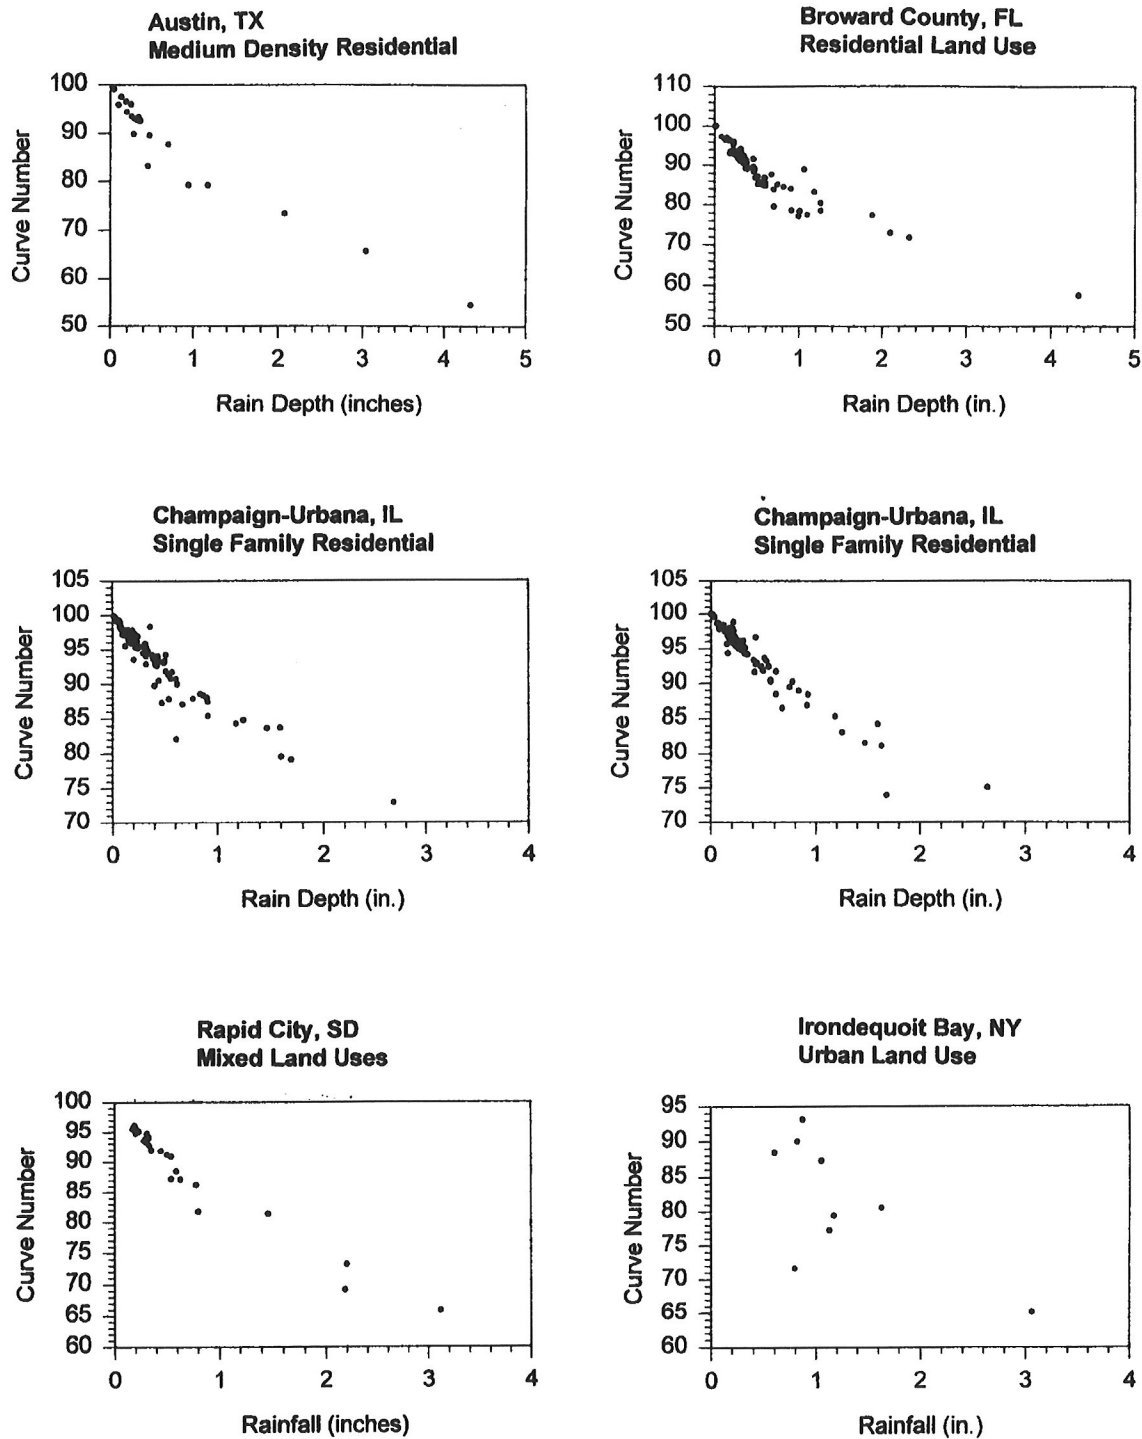 Austin, TX
Medium Density Residential
100
90
80
70
60
50
Curve Number
0 1 2 3 4 5
Rain Depth (inches)
Broward County, FL
Residential Land Use
110
100
90
80
70
60
50
Curve Number
0 1 2 3 4 5
Rain Depth (in.)
Champaign-Urbana, IL
Single Family Residential
105
100
95
90
85
80
75
70
Curve Number
0 1 2 3 4
Rain Depth (in.)
Champaign-Urbana, IL
Single Family Residential
105
100
95
90
85
80
75
70
Curve Number
0 1 2 3 4
Rain Depth (in.)
Rapid City, SD
Mixed Land Uses
100
95
90
85
80
75
70
65
60
Curve Number
0 1 2 3 4
Rainfall (inches)
Irondequoit Bay, NY
Urban Land Use
95
90
85
80
75
70
65
60
Curve Number
0 1 2 3 4
Rainfall (in.)